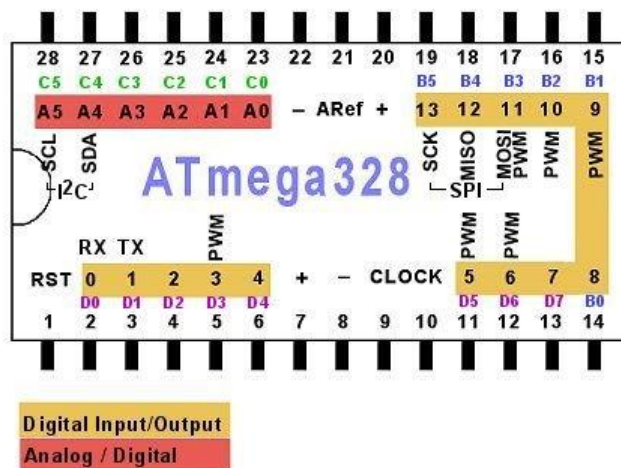 28 27 26 25 24 23 22 21 20 19 18 17 16 15
C5 C4 C3 C2 C1 C0 B5 B4 B3 B2 B1
A5 A4 A3 A2 A1 A0 – ARef + 13 12 11 10 9
SCL SDA SCK MISO MOSI PWM PWM PWM
I²C SPI
ATmega328
RX TX PWM PWM PWM
RST 0 1 2 3 4 + – CLOCK 5 6 7 8
D0 D1 D2 D3 D4 D5 D6 D7 B0
1 2 3 4 5 6 7 8 9 10 11 12 13 14
Digital Input/Output
Analog / Digital